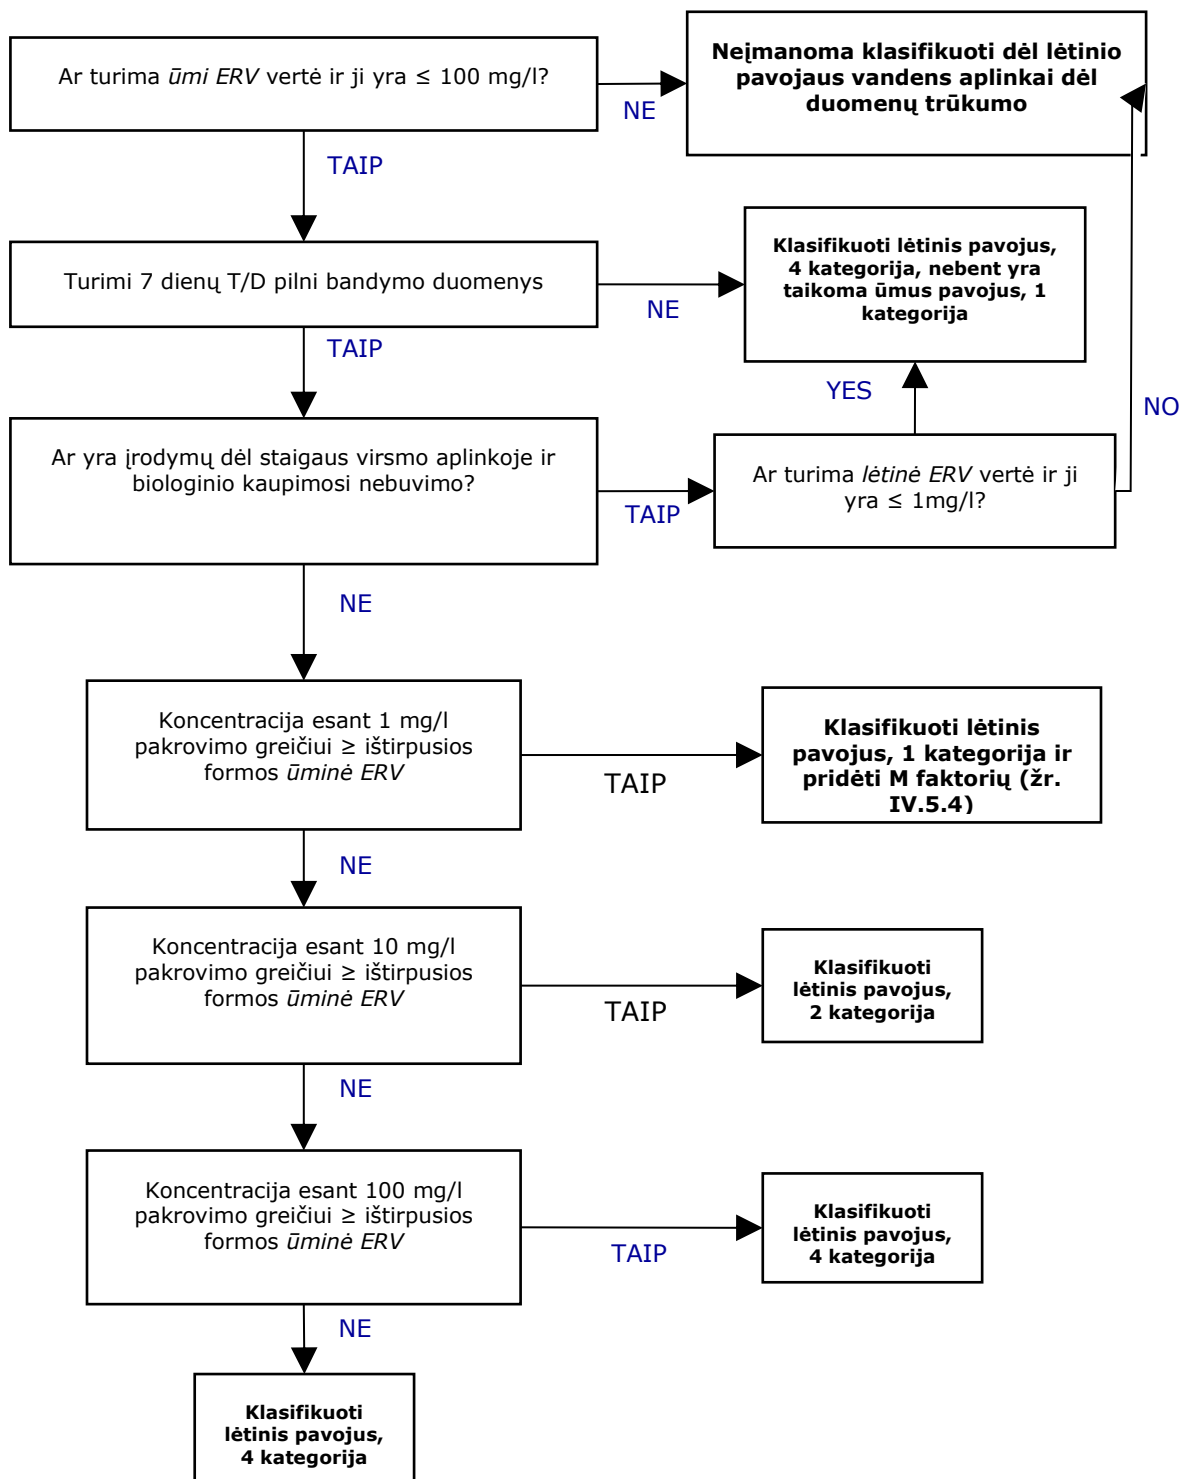 Ar turima ūmi ERV vertė ir ji yra ≤ 100 mg/l?
NE
Neįmanoma klasifikuoti dėl lėtinio
pavojaus vandens aplinkai dėl
duomenų trūkumo
TAIP
Turimi 7 dienų T/D pilni bandymo duomenys
NE
Klasifikuoti lėtinis pavojus,
4 kategorija, nebent yra
taikoma ūmus pavojus, 1
kategorija
TAIP
YES
NO
Ar yra įrodymų dėl staigaus virsmo aplinkoje ir
biologinio kaupimosi nebuvimo?
TAIP
Ar turima lėtinė ERV vertė ir ji
yra ≤ 1mg/l?
NE
Koncentracija esant 1 mg/l
pakrovimo greičiui ≥ ištirpusios
formos ūminė ERV
TAIP
Klasifikuoti lėtinis
pavojus, 1 kategorija ir
pridėti M faktorių (žr.
IV.5.4)
NE
Koncentracija esant 10 mg/l
pakrovimo greičiui ≥ ištirpusios
formos ūminė ERV
TAIP
Klasifikuoti
lėtinis pavojus,
2 kategorija
NE
Koncentracija esant 100 mg/l
pakrovimo greičiui ≥ ištirpusios
formos ūminė ERV
TAIP
Klasifikuoti
lėtinis pavojus,
4 kategorija
NE
Klasifikuoti
lėtinis pavojus,
4 kategorija